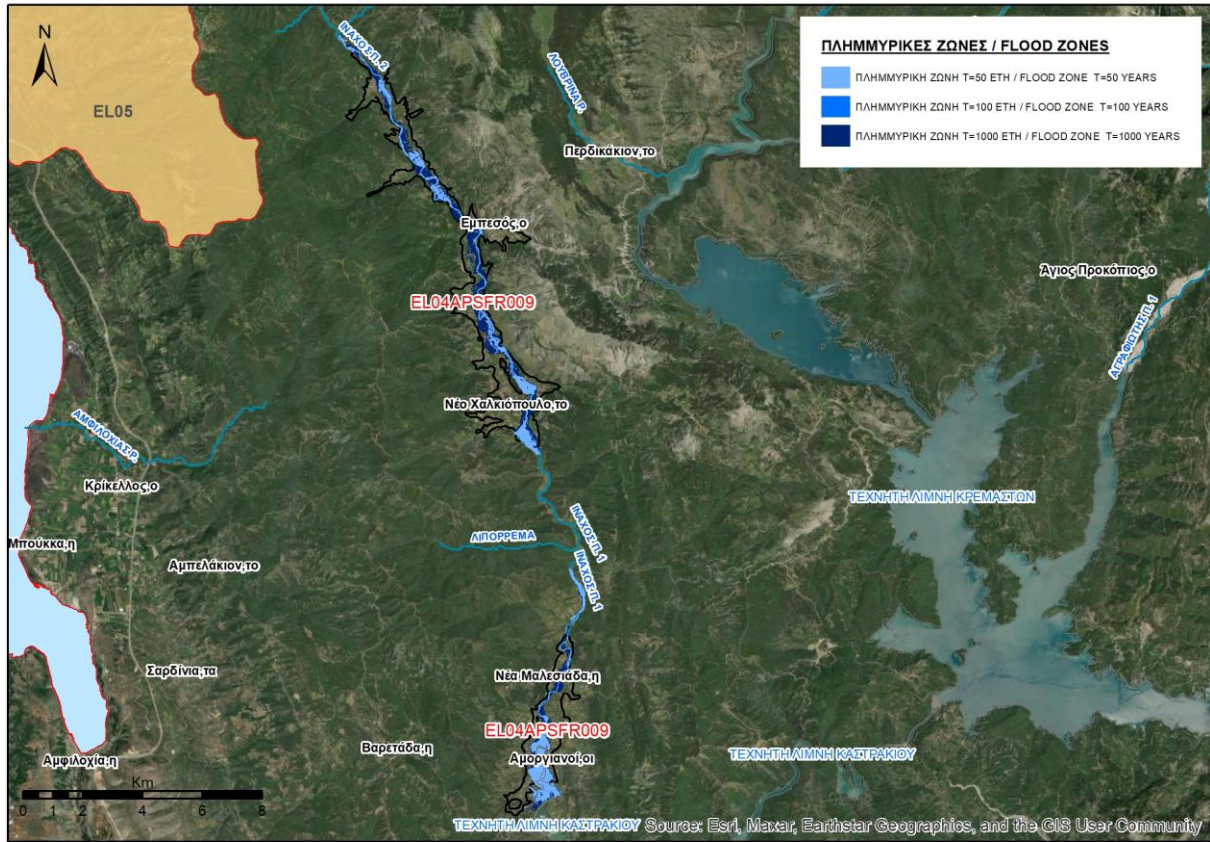 N
ΠΛΗΜΜΥΡΙΚΕΣ ΖΩΝΕΣ / FLOOD ZONES
ΠΛΗΜΜΥΡΙΚΗ ΖΩΝΗ T=50 ΕΤΗ / FLOOD ZONE T=50 YEARS
ΠΛΗΜΜΥΡΙΚΗ ΖΩΝΗ T=100 ΕΤΗ / FLOOD ZONE T=100 YEARS
ΠΛΗΜΜΥΡΙΚΗ ΖΩΝΗ T=1000 ΕΤΗ / FLOOD ZONE T=1000 YEARS
ΙΝΑΧΟΣ Π. 2
ΛΟΥΒΡΙΝΑ Ρ.
EL05
Περδικάκιον,το
Εμπεσός,ο
Άγιος Προκόπιος,ο
EL04APSFR009
ΑΓΡΑΦΙΩΤΗΣ Π. 1
Νέο Χαλκιόπουλο,το
ΑΜΦΙΛΟΧΙΑΣ Ρ.
Κρίκελλος,ο
ΤΕΧΝΗΤΗ ΛΙΜΝΗ ΚΡΕΜΑΣΤΩΝ
ΙΝΑΧΟΣ Π. 1
Μπούκκα,η
ΛΙΠΟΡΡΕΜΑ
Αμπελάκιον,το
ΙΝΑΧΟΣ Π. 1
Σαρδίνια,τα
Νέα Μαλεσιάδα,η
EL04APSFR009
Βαρετάδα,η
Αμοργιανοί,οι
ΤΕΧΝΗΤΗ ΛΙΜΝΗ ΚΑΣΤΡΑΚΙΟΥ
Αμφιλοχία,η
Km
0 2 4 6 8
ΤΕΧΝΗΤΗ ΛΙΜΝΗ ΚΑΣΤΡΑΚΙΟΥ
Source: Esri, Maxar, Earthstar Geographics, and the GIS User Community